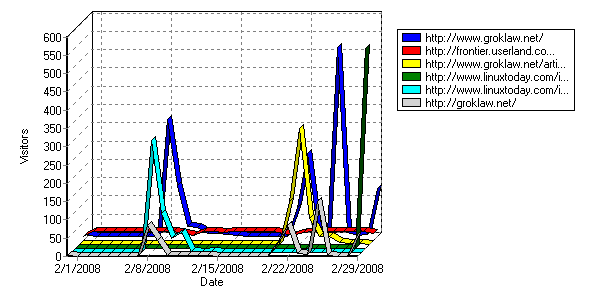 http://www.groklaw.net/
http://frontier.userland.co...
http://www.groklaw.net/arti...
http://www.linuxtoday.com/i...
http://www.linuxtoday.com/i...
http://groklaw.net/
Visitors
600
550
500
450
400
350
300
250
200
150
100
50
0
2/1/2008 2/8/2008 2/15/2008 2/22/2008 2/29/2008
Date